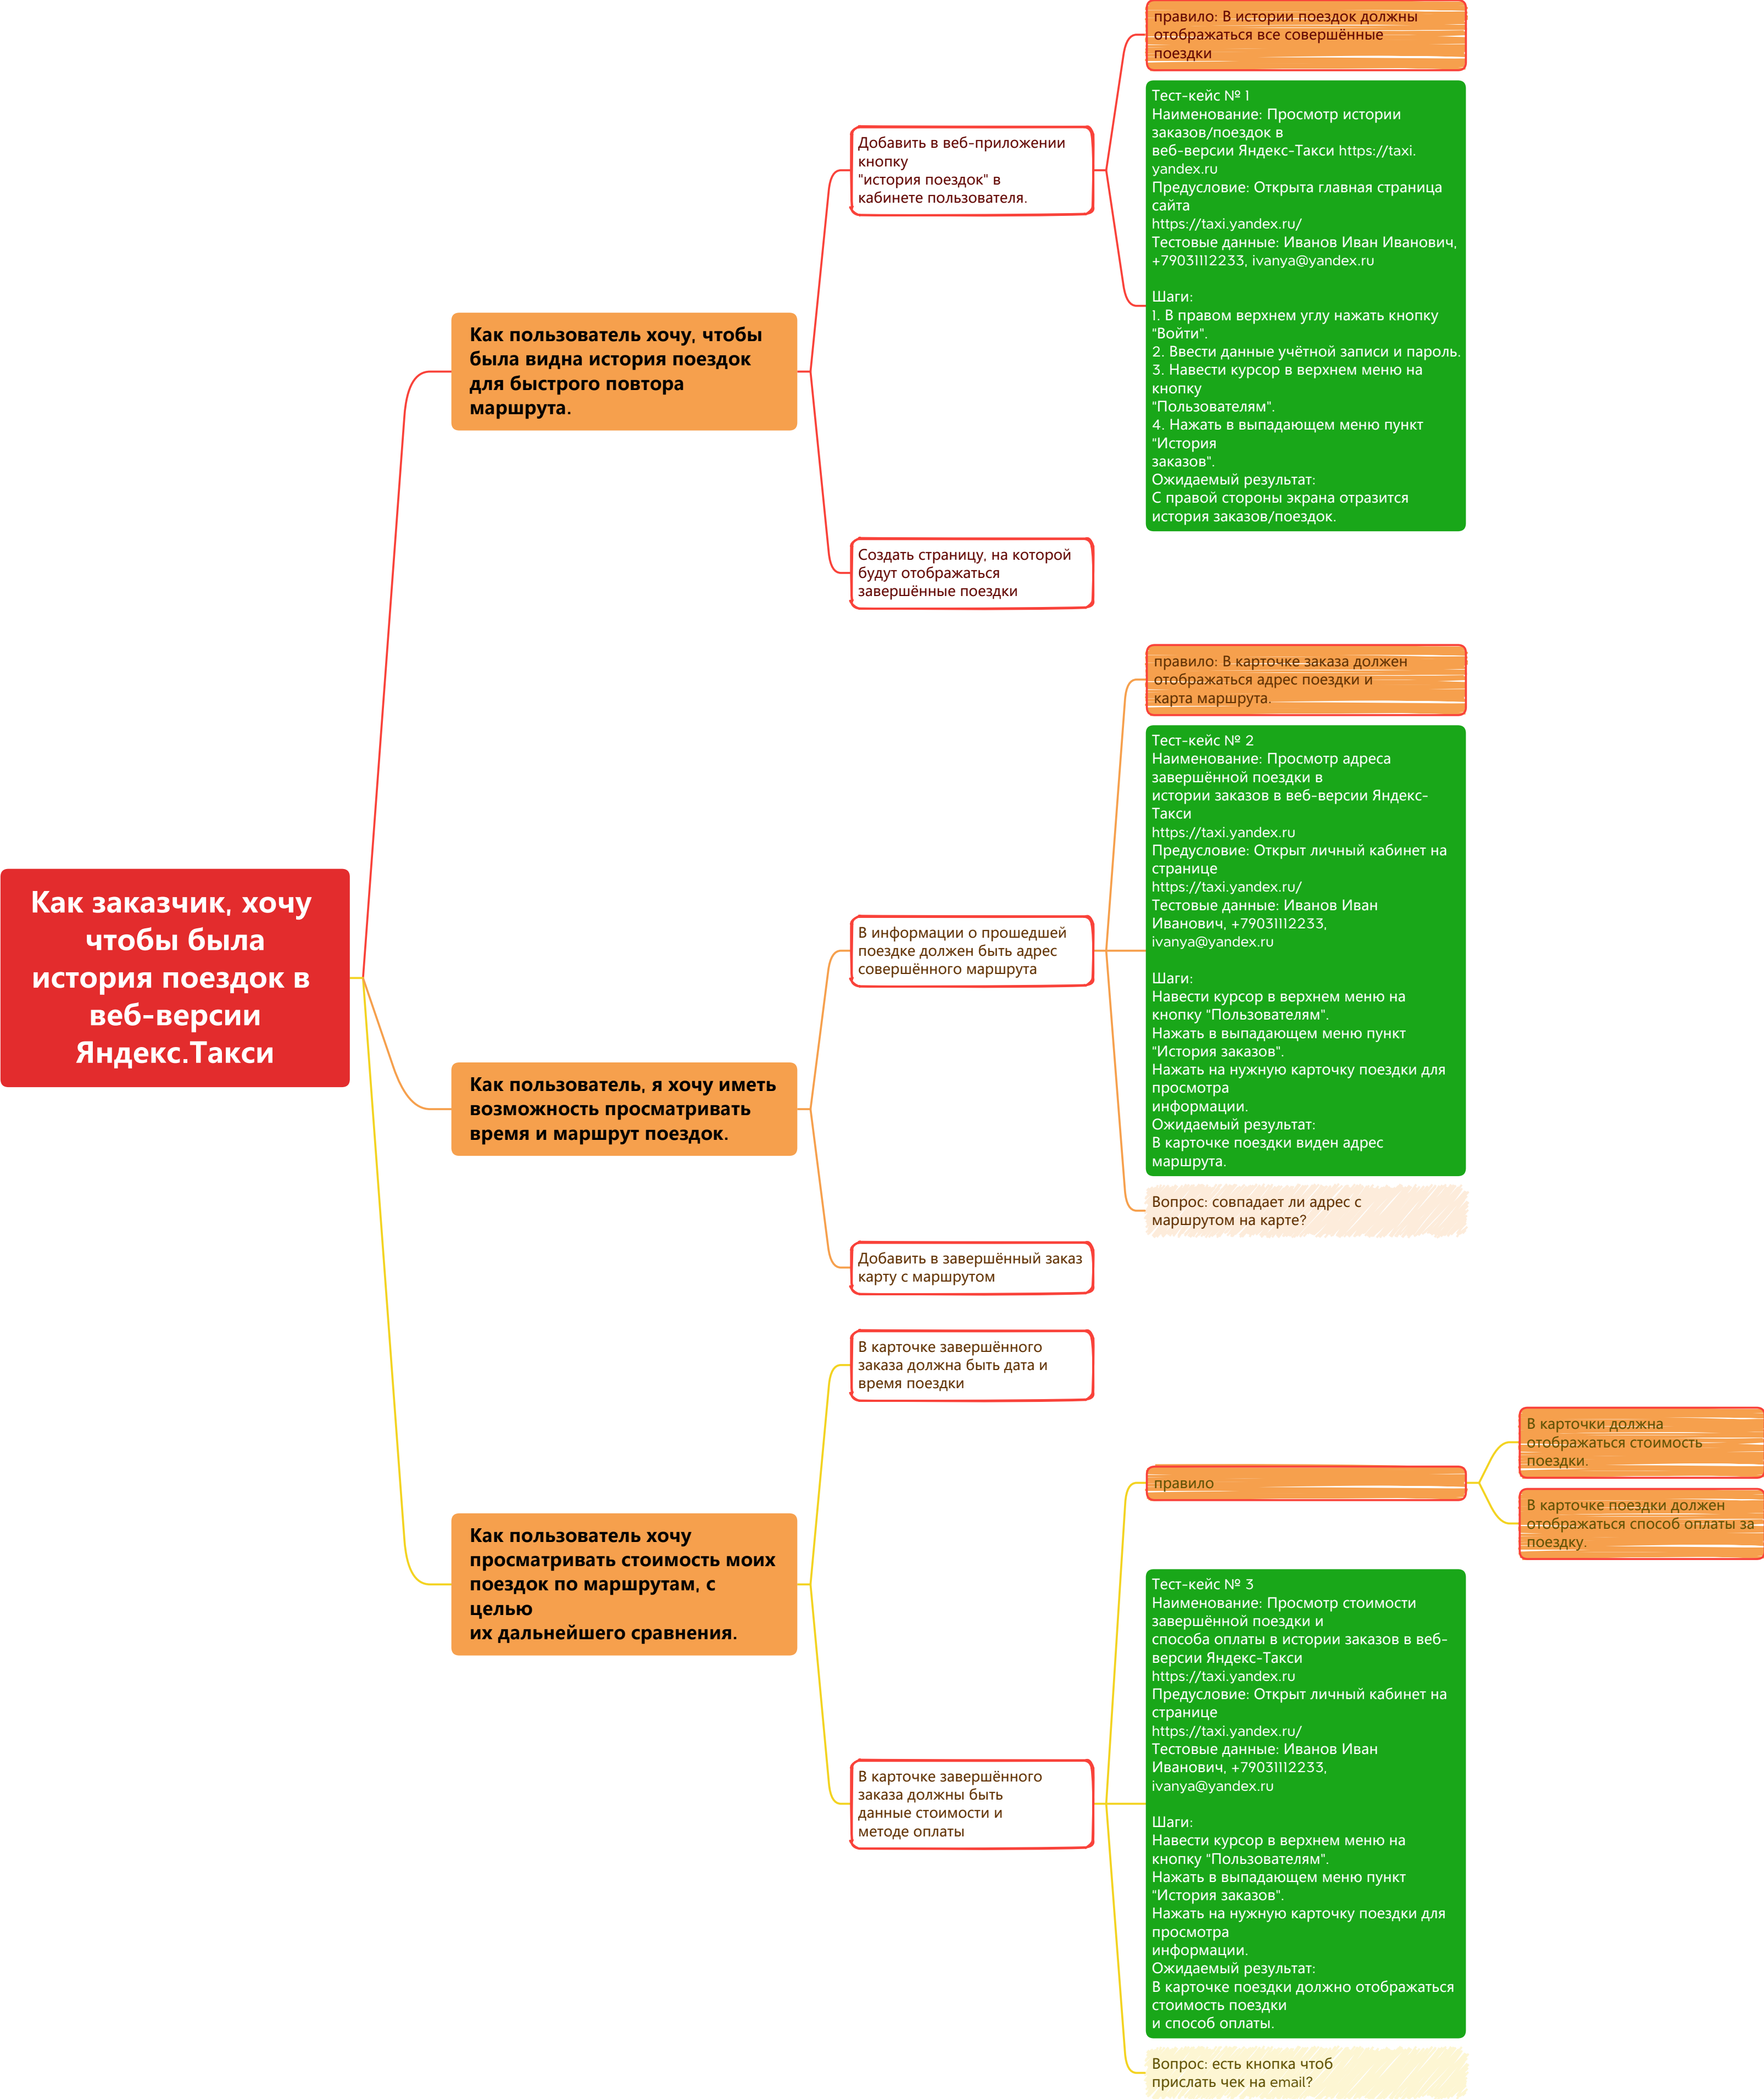 Как заказчик, хочу
чтобы была
история поездок в
веб-версии
Яндекс.Такси
Как пользователь хочу, чтобы
была видна история поездок
для быстрого повтора
маршрута.
Добавить в веб-приложении
кнопку
"история поездок" в
кабинете пользователя.
правило: В истории поездок должны
отображаться все совершённые
поездки
Тест-кейс № 1
Наименование: Просмотр истории
заказов/поездок в
веб-версии Яндекс-Такси https://taxi.
yandex.ru
Предусловие: Открыта главная страница
сайта
https://taxi.yandex.ru/
Тестовые данные: Иванов Иван Иванович,
+79031112233, ivanya@yandex.ru
Шаги:
1. В правом верхнем углу нажать кнопку
"Войти".
2. Ввести данные учётной записи и пароль.
3. Навести курсор в верхнем меню на
кнопку
"Пользователям".
4. Нажать в выпадающем меню пункт
“История
заказов”.
Ожидаемый результат:
С правой стороны экрана отразится
история заказов/поездок.
Создать страницу, на которой
будут отображаться
завершённые поездки
Как пользователь, я хочу иметь
возможность просматривать
время и маршрут поездок.
В информации о прошедшей
поездке должен быть адрес
совершённого маршрута
правило: В карточке заказа должен
отображаться адрес поездки и
карта маршрута.
Тест-кейс № 2
Наименование: Просмотр адреса
завершённой поездки в
истории заказов в веб-версии Яндекс-
Такси
https://taxi.yandex.ru
Предусловие: Открыт личный кабинет на
странице
https://taxi.yandex.ru/
Тестовые данные: Иванов Иван
Иванович, +79031112233,
ivanya@yandex.ru
Шаги:
Навести курсор в верхнем меню на
кнопку “Пользователям”.
Нажать в выпадающем меню пункт
“История заказов”.
Нажать на нужную карточку поездки для
просмотра
информации.
Ожидаемый результат:
В карточке поездки виден адрес
маршрута.
Вопрос: совпадает ли адрес с
маршрутом на карте?
Добавить в завершённый заказ
карту с маршрутом
Как пользователь хочу
просматривать стоимость моих
поездок по маршрутам, с
целью
их дальнейшего сравнения.
В карточке завершённого
заказа должна быть дата и
время поездки
В карточке завершённого
заказа должны быть
данные стоимости и
методе оплаты
правило
В карточки должна
отображаться стоимость
поездки.
В карточке поездки должен
отображаться способ оплаты за
поездку.
Тест-кейс № 3
Наименование: Просмотр стоимости
завершённой поездки и
способа оплаты в истории заказов в веб-
версии Яндекс-Такси
https://taxi.yandex.ru
Предусловие: Открыт личный кабинет на
странице
https://taxi.yandex.ru/
Тестовые данные: Иванов Иван
Иванович, +79031112233,
ivanya@yandex.ru
Шаги:
Навести курсор в верхнем меню на
кнопку "Пользователям".
Нажать в выпадающем меню пункт
“История заказов”.
Нажать на нужную карточку поездки для
просмотра
информации.
Ожидаемый результат:
В карточке поездки должно отображаться
стоимость поездки
и способ оплаты.
Вопрос: есть кнопка чтоб
прислать чек на email?